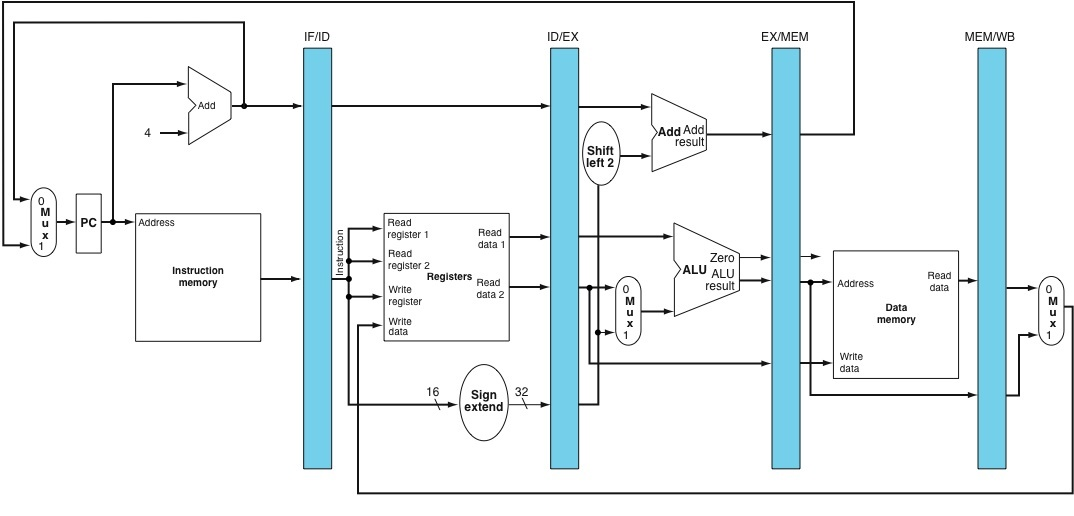 IF/ID
ID/EX
EX/MEM
MEM/WB
Add
4
Shift
left 2
Add Add
result
0
M
u
x
1
PC
Address
Instruction
memory
Instruction
Read
register 1
Read
register 2
Write
register
Write
data
Registers
Read
data 1
Read
data 2
16
Sign
extend
32
0
M
u
x
1
ALU
Zero
ALU
result
Address
Data
memory
Write
data
Read
data
0
M
u
x
1